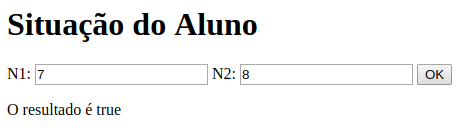 Situação do Aluno
N1: 7 N2: 8 OK
O resultado é true